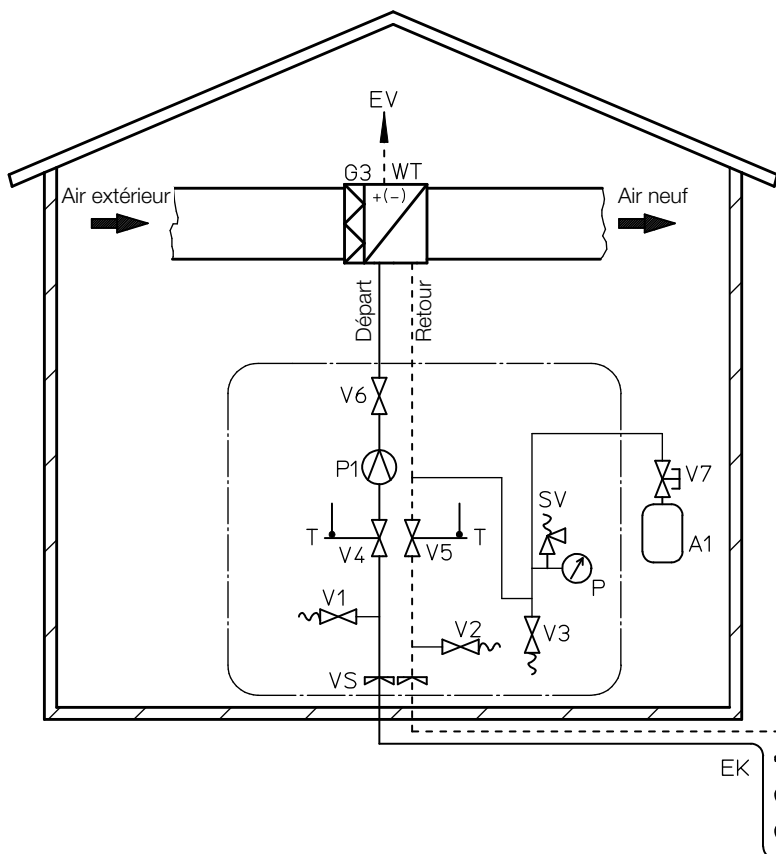 EV
G3 WT
+(-)
Air extérieur
Air neuf
Départ
Retour
V6
P1
V7
SV
A1
T
V4
V5
T
P
V1
V2
V3
VS
EK